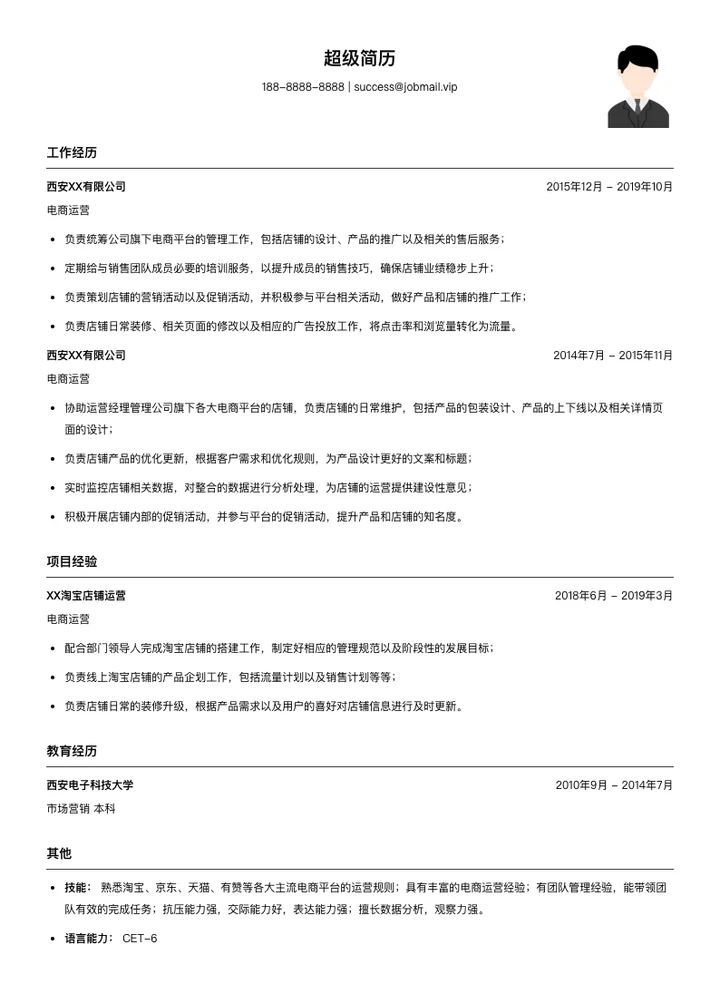 超级简历
188-8888-8888 | success@jobmail.vip
工作经历
西安XX有限公司 2015年12月 – 2019年10月
电商运营
• 负责统筹公司旗下电商平台的管理工作，包括店铺的设计、产品的推广以及相关的售后服务；
• 定期给与销售团队成员必要的培训服务，以提升成员的销售技巧，确保店铺业绩稳步上升；
• 负责策划店铺的营销活动以及促销活动，并积极参与平台相关活动，做好产品和店铺的推广工作；
• 负责店铺日常装修、相关页面的修改以及相应的广告投放工作，将点击率和浏览量转化为流量。
西安XX有限公司 2014年7月 – 2015年11月
电商运营
• 协助运营经理管理公司旗下各大电商平台的店铺，负责店铺的日常维护，包括产品的包装设计、产品的上下线以及相关详情页
面的设计；
• 负责店铺产品的优化更新，根据客户需求和优化规则，为产品设计更好的文案和标题；
• 实时监控店铺相关数据，对整合的数据进行分析处理，为店铺的运营提供建设性意见；
• 积极开展店铺内部的促销活动，并参与平台的促销活动，提升产品和店铺的知名度。
项目经验
XX淘宝店铺运营 2018年6月 – 2019年3月
电商运营
• 配合部门领导人完成淘宝店铺的搭建工作，制定好相应的管理规范以及阶段性的发展目标；
• 负责线上淘宝店铺的产品企划工作，包括流量计划以及销售计划等等；
• 负责店铺日常的装修升级，根据产品需求以及用户的喜好对店铺信息进行及时更新。
教育经历
西安电子科技大学 2010年9月 – 2014年7月
市场营销 本科
其他
• 技能： 熟悉淘宝、京东、天猫、有赞等各大主流电商平台的运营规则；具有丰富的电商运营经验；有团队管理经验，能带领团
队有效的完成任务；抗压能力强，交际能力好，表达能力强；擅长数据分析，观察力强。
• 语言能力： CET-6